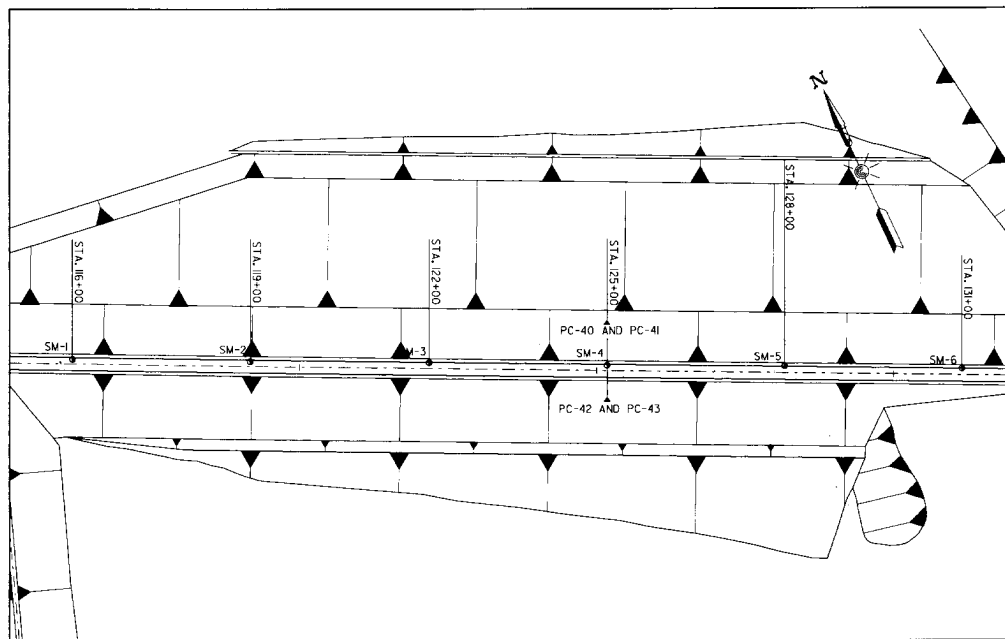 N
STA. 128+00
STA. 116+00
STA. 119+00
STA. 122+00
STA. 125+00
STA. 131+00
PC-40 AND PC-41
SM-1
SM-2
M-3
SM-4
SM-5
SM-6
PC-42 AND PC-43